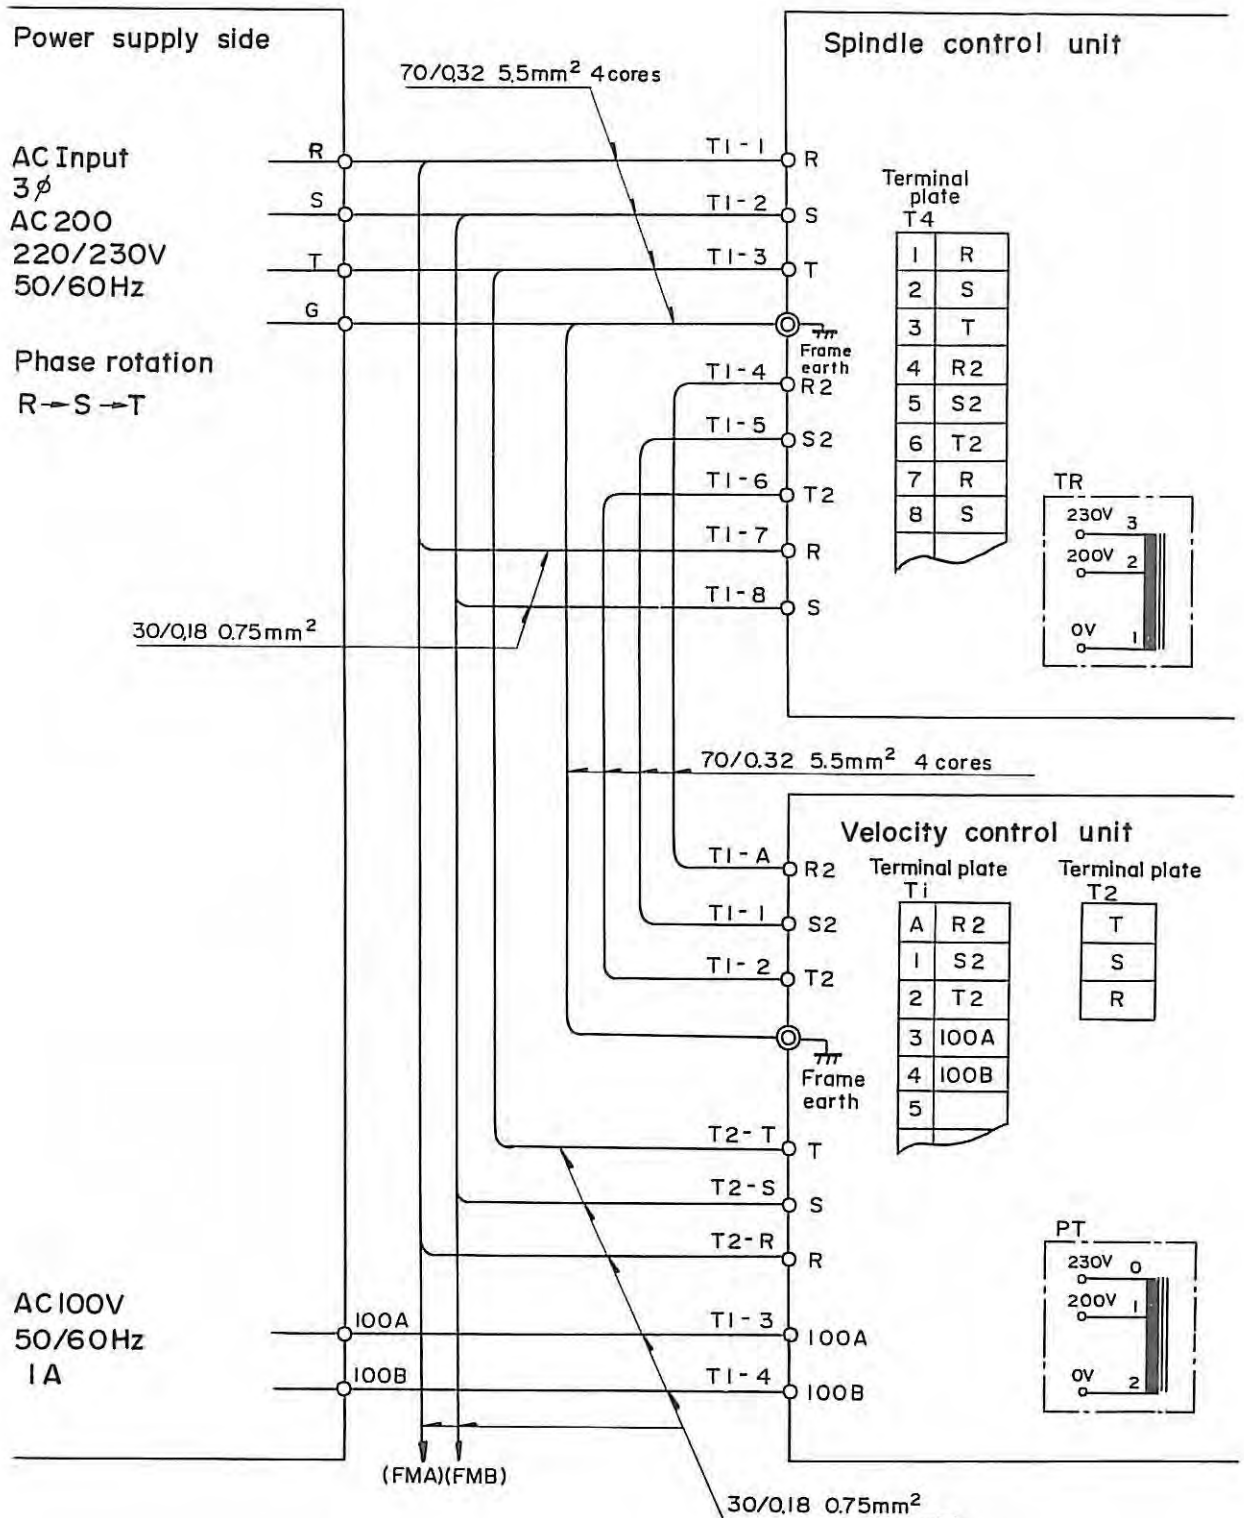 Power supply side
AC Input
3ø
AC200
220/230V
50/60Hz
Phase rotation
R→S→T
R
S
T
G
70/0,32 5,5mm² 4cores
30/0,18 0.75mm²
Spindle control unit
T1-1 R
T1-2 S
T1-3 T
Frame
earth
T1-4 R2
T1-5 S2
T1-6 T2
T1-7 R
T1-8 S
Terminal
plate
T4
1 R
2 S
3 T
4 R2
5 S2
6 T2
7 R
8 S
TR
230V 3
200V 2
0V 1
70/0.32 5.5mm² 4 cores
Velocity control unit
T1-A R2
T1-1 S2
T1-2 T2
Frame
earth
T2-T T
T2-S S
T2-R R
T1-3 100A
T1-4 100B
Terminal plate
T1
A R2
1 S2
2 T2
3 100A
4 100B
5
Terminal plate
T2
T
S
R
PT
230V 0
200V 1
0V 2
AC100V
50/60Hz
1A
100A
100B
(FMA)(FMB)
30/0,18 0.75mm²